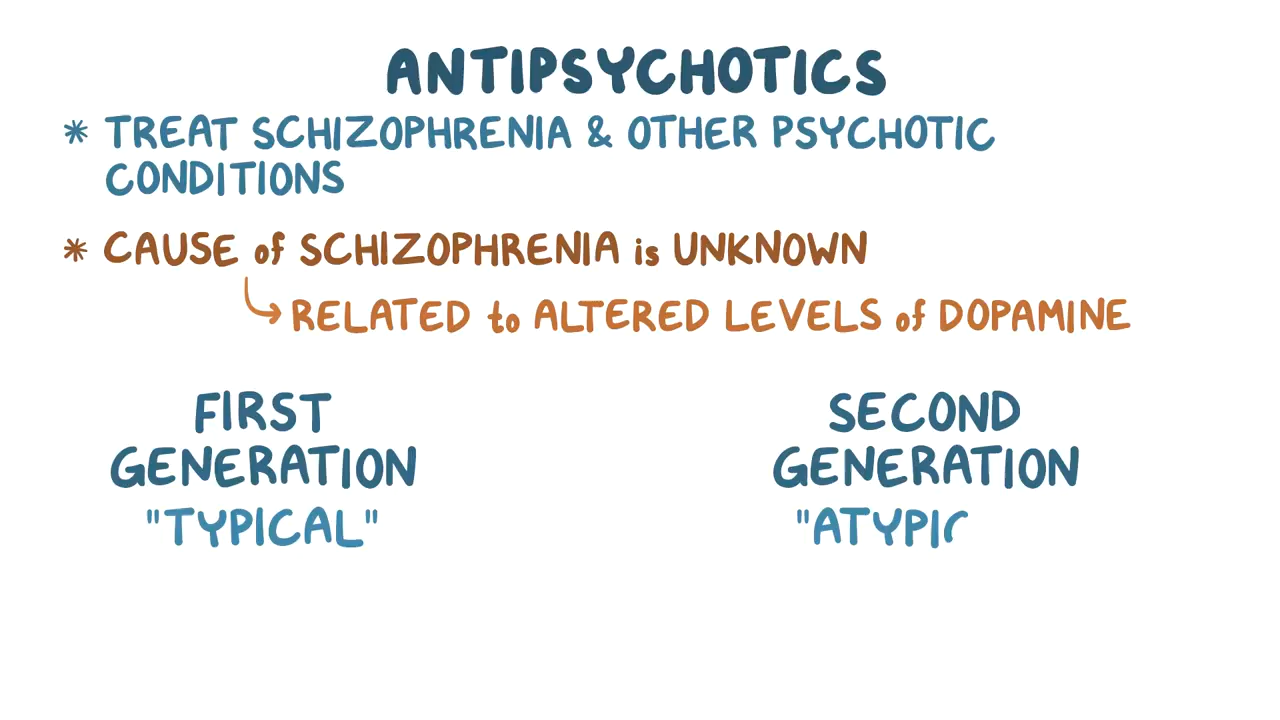 ANTIPSYCHOTICS
* TREAT SCHIZOPHRENIA & OTHER PSYCHOTIC
CONDITIONS
* CAUSE of SCHIZOPHRENIA is UNKNOWN
RELATED to ALTERED LEVELS of DOPAMINE
FIRST
GENERATION
"TYPICAL"
SECOND
GENERATION
"ATYPIC